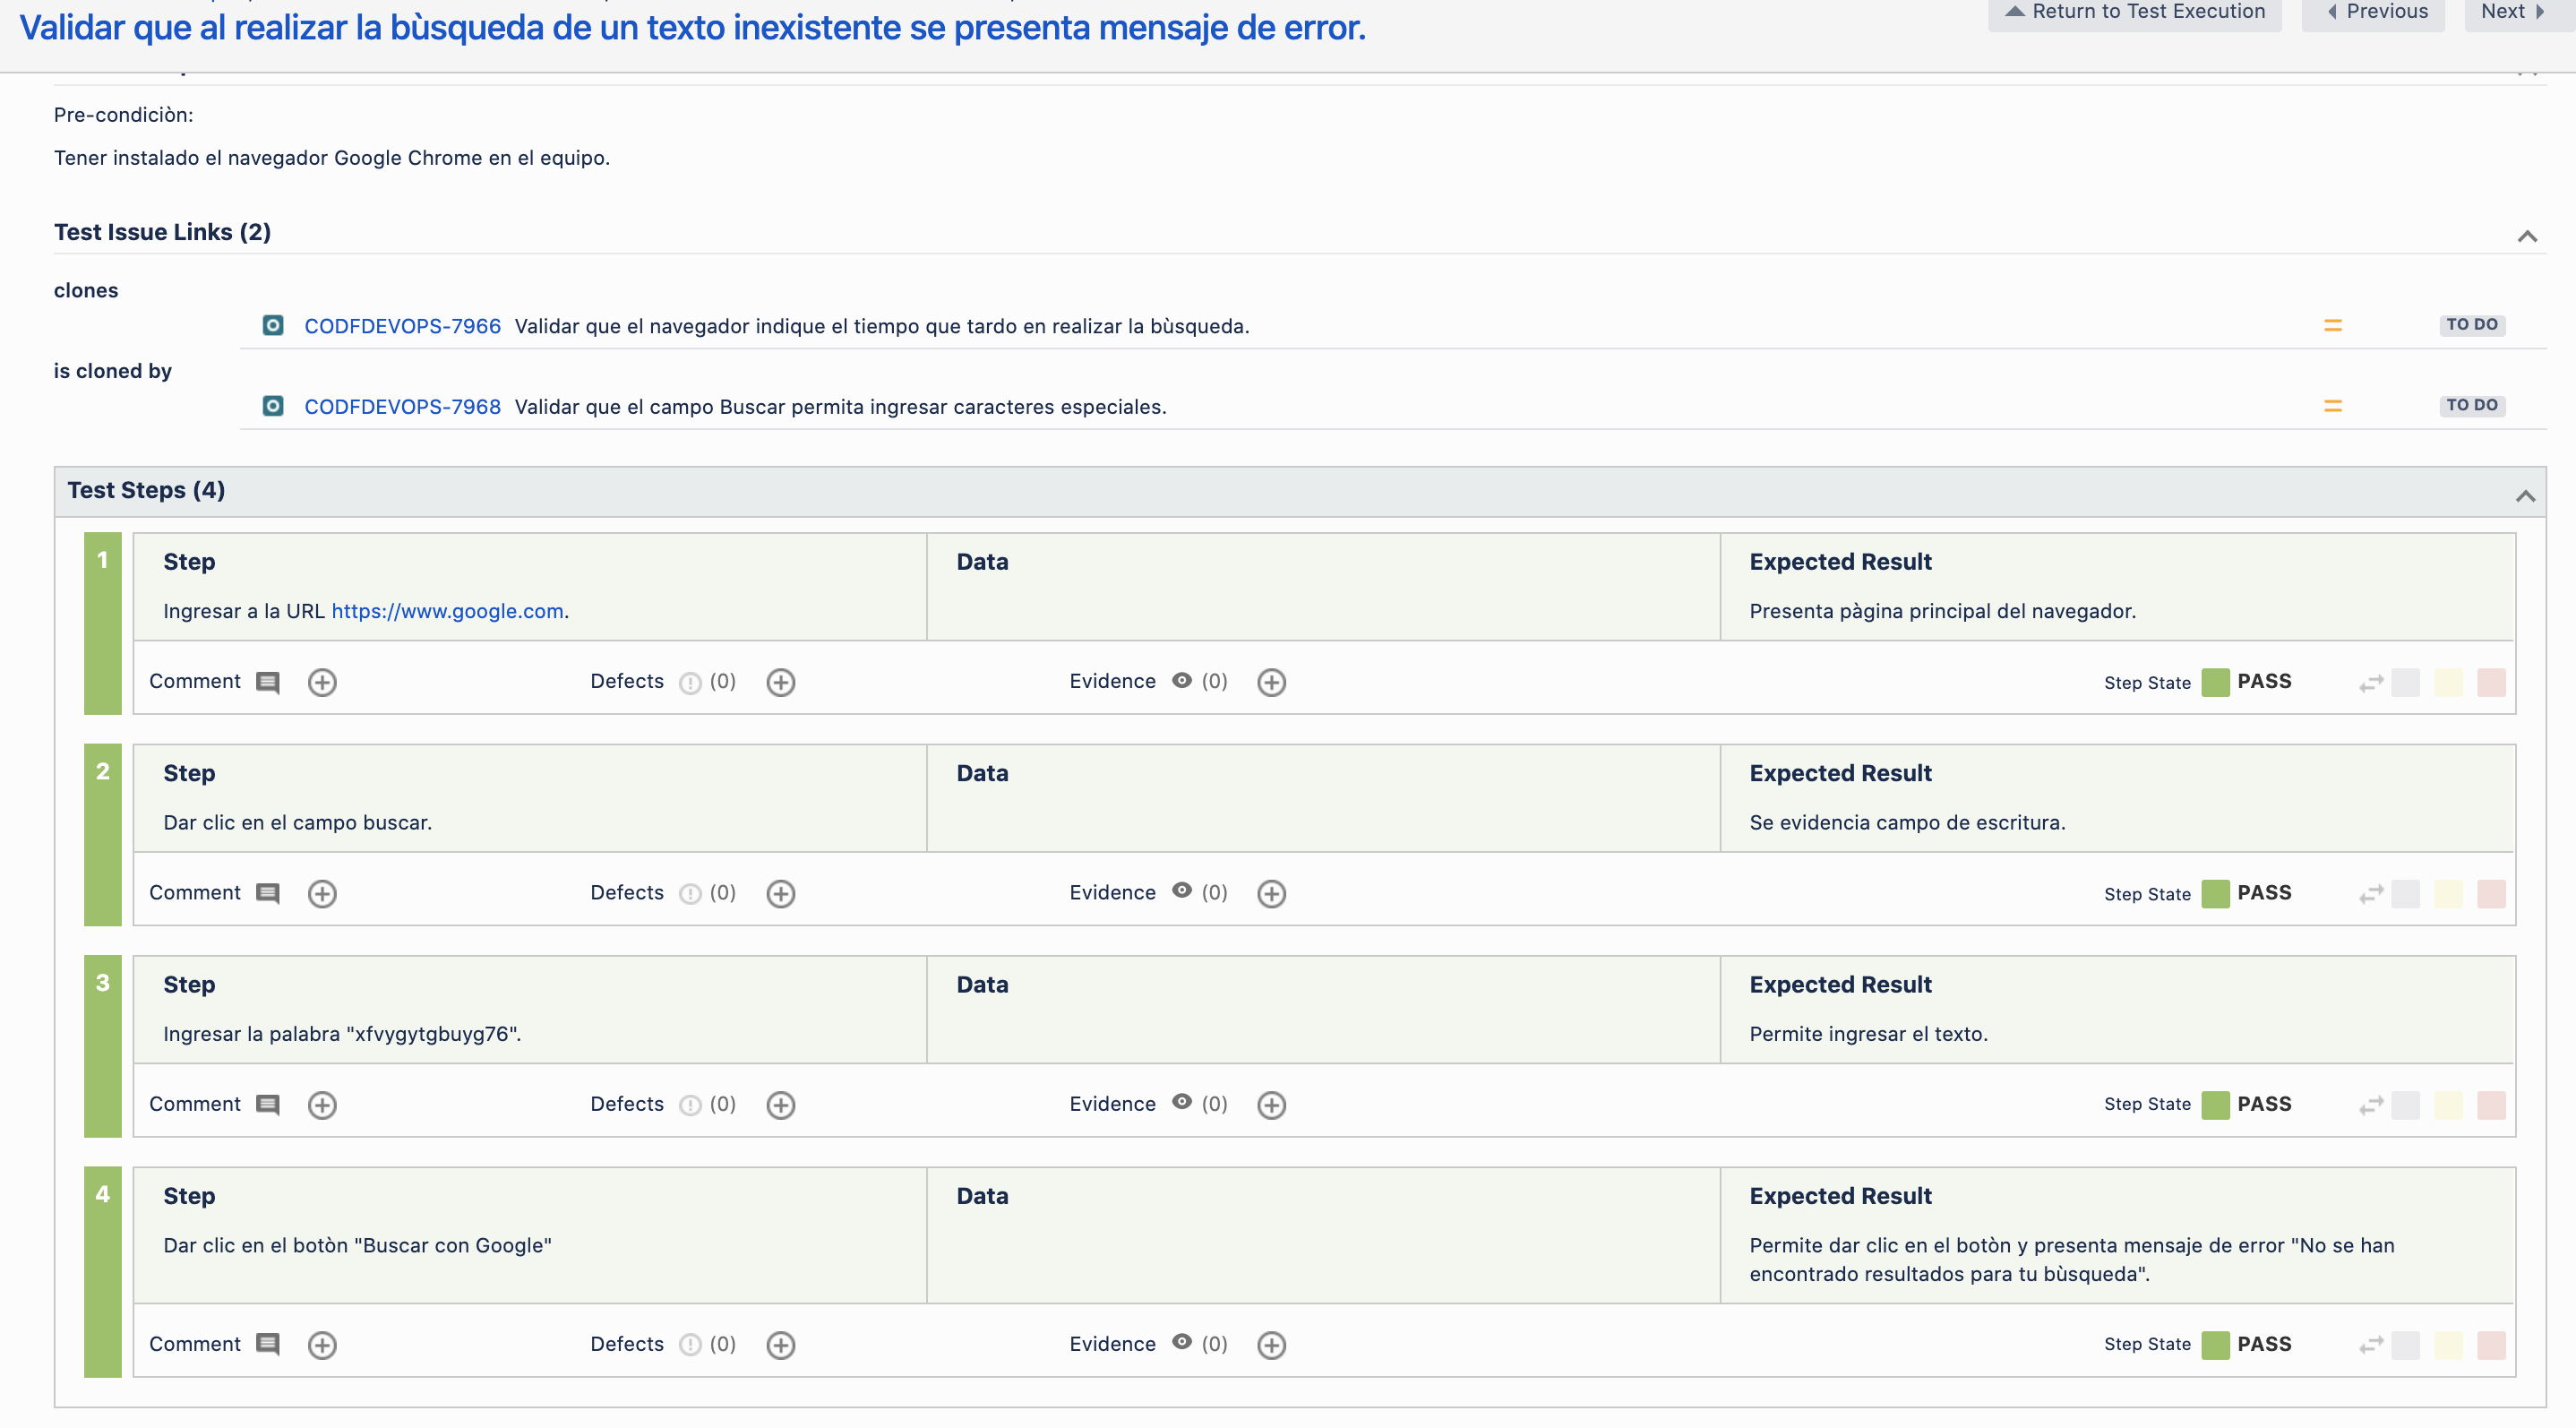 Validar que al realizar la bùsqueda de un texto inexistente se presenta mensaje de error.
Return to Test Execution
Previous
Next
Pre-condiciòn:
Tener instalado el navegador Google Chrome en el equipo.
Test Issue Links (2)
clones
CODFDEVOPS-7966 Validar que el navegador indique el tiempo que tardo en realizar la bùsqueda.
TO DO
is cloned by
CODFDEVOPS-7968 Validar que el campo Buscar permita ingresar caracteres especiales.
TO DO
Test Steps (4)
1
Step
Data
Expected Result
Ingresar a la URL https://www.google.com.
Presenta pàgina principal del navegador.
Comment
Defects (0)
Evidence (0)
Step State PASS
2
Step
Data
Expected Result
Dar clic en el campo buscar.
Se evidencia campo de escritura.
Comment
Defects (0)
Evidence (0)
Step State PASS
3
Step
Data
Expected Result
Ingresar la palabra "xfvygytgbuyg76".
Permite ingresar el texto.
Comment
Defects (0)
Evidence (0)
Step State PASS
4
Step
Data
Expected Result
Dar clic en el botòn "Buscar con Google"
Permite dar clic en el botòn y presenta mensaje de error "No se han
encontrado resultados para tu bùsqueda".
Comment
Defects (0)
Evidence (0)
Step State PASS